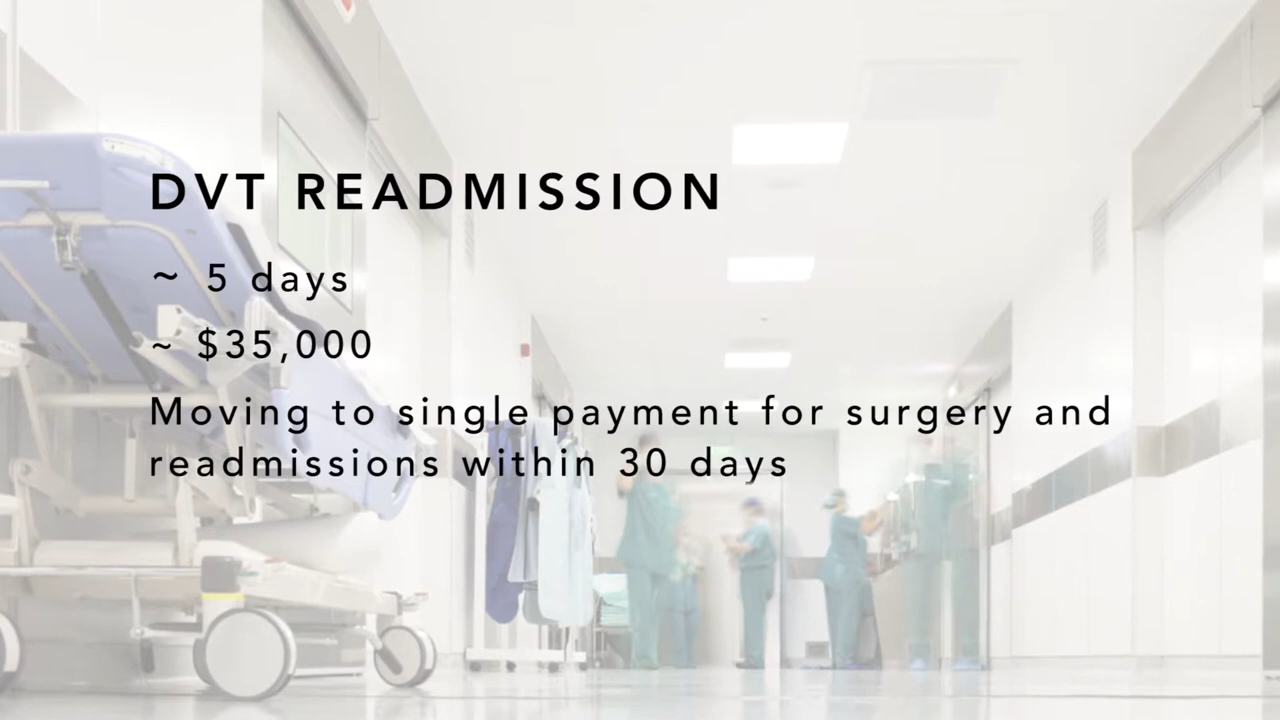 DVT READMISSION
~ 5 days
~ $35,000
Moving to single payment for surgery and
readmissions within 30 days